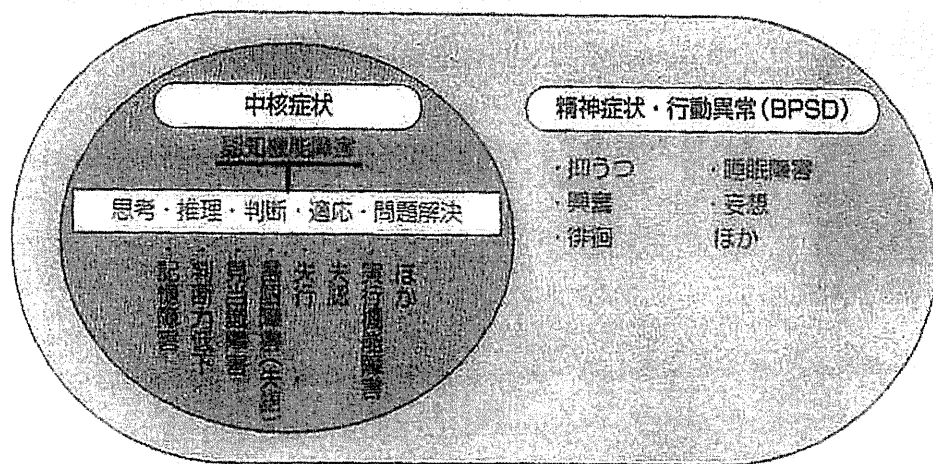 中核症状
認知機能障害
思考・推理・判断・適応・問題解決
・記憶障害
・判断力低下
・見当識障害
・言語障害(失語)
・失行
・失認
・実行機能障害
ほか
精神症状・行動異常(BPSD)
・抑うつ
・興奮
・徘徊
・睡眠障害
・妄想
ほか